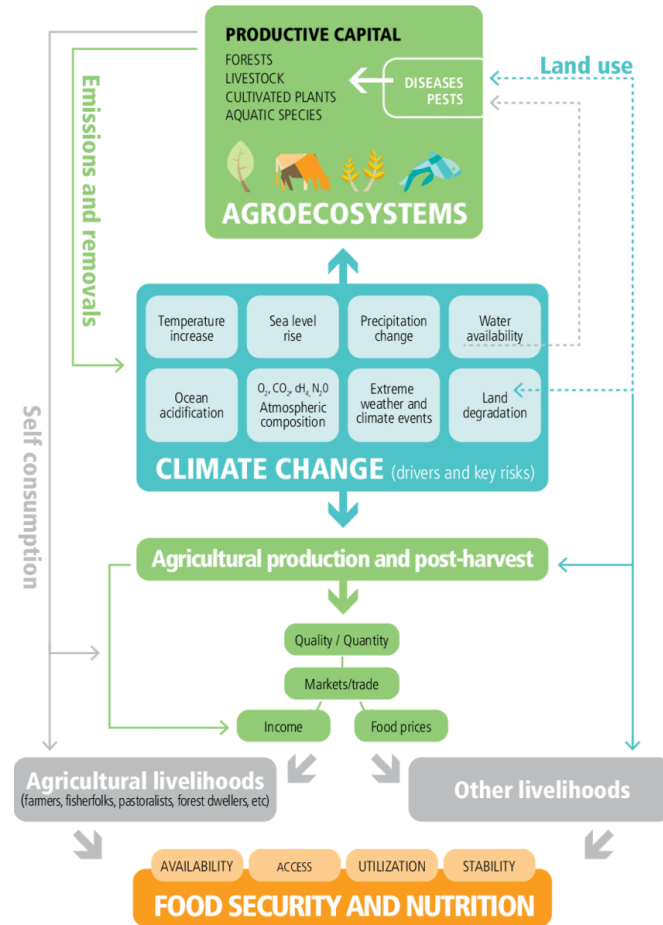 PRODUCTIVE CAPITAL
FORESTS
LIVESTOCK
CULTIVATED PLANTS
AQUATIC SPECIES
DISEASES
PESTS
AGROECOSYSTEMS
Land use
Emissions and removals
Self consumption
Temperature
increase
Sea level
rise
Precipitation
change
Water
availability
Ocean
acidification
O₂, CO₂, cH₄, N₂0
Atmospheric
composition
Extreme
weather and
climate events
Land
degradation
CLIMATE CHANGE (drivers and key risks)
Agricultural production and post-harvest
Quality / Quantity
Markets/trade
Income
Food prices
Agricultural livelihoods
(farmers, fisherfolks, pastoralists, forest dwellers, etc)
Other livelihoods
AVAILABILITY
ACCESS
UTILIZATION
STABILITY
FOOD SECURITY AND NUTRITION